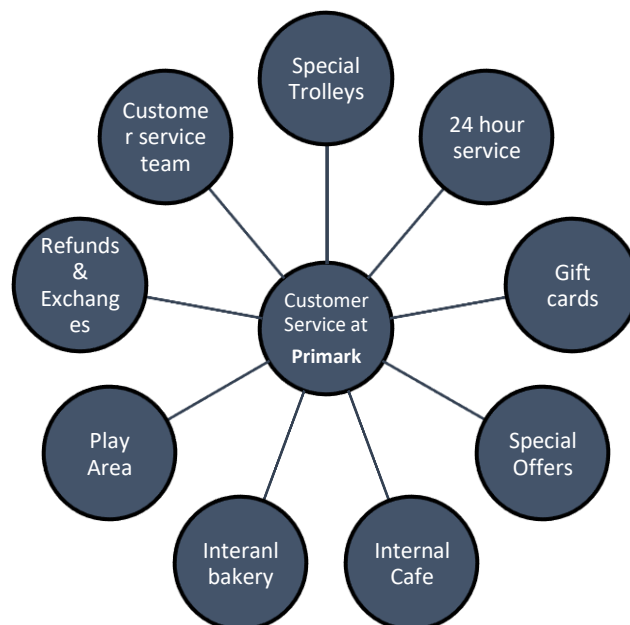 Special
Trolleys
24 hour
service
Gift
cards
Special
Offers
Internal
Cafe
Interanl
bakery
Play
Area
Refunds
&
Exchang
es
Custome
r service
team
Customer
Service at
Primark